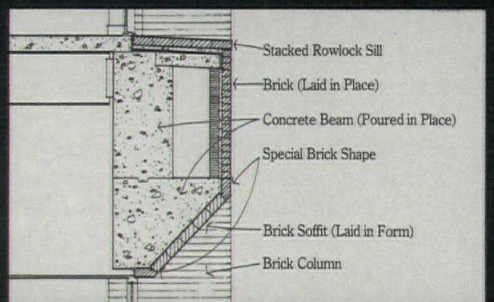 Stacked Rowlock Sill
Brick (Laid in Place)
Concrete Beam (Poured in Place)
Special Brick Shape
Brick Soffit (Laid in Form)
Brick Column